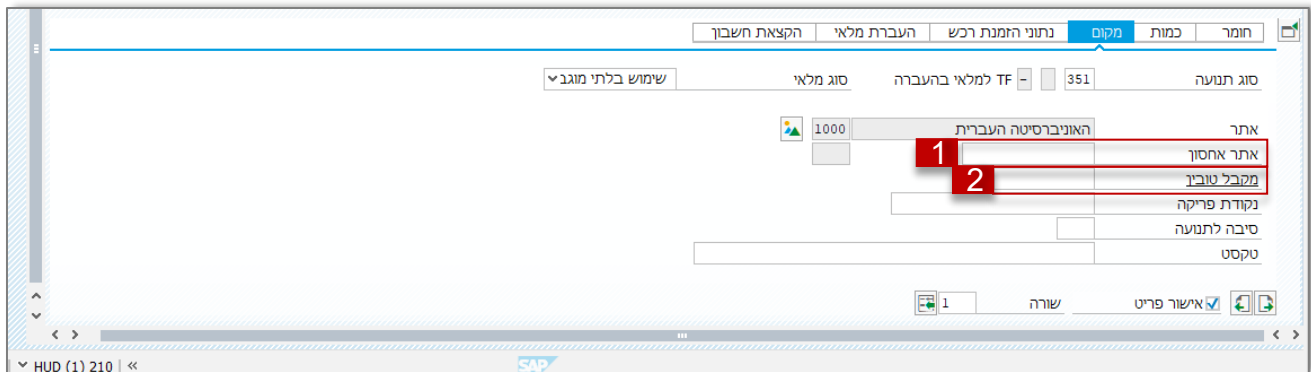 חומר כמות מקום נתוני הזמנת רכש העברת מלאי הקצאת חשבון
סוג תנועה 351 - TF למלאי בהעברה סוג מלאי שימוש בלתי מוגב
אתר האוניברסיטה העברית 1000
אתר אחסון 1
מקבל טובין 2
נקודת פריקה
סיבה לתנועה
טקסט
אישור פריט שורה 1
HUD (1) 210
SAP